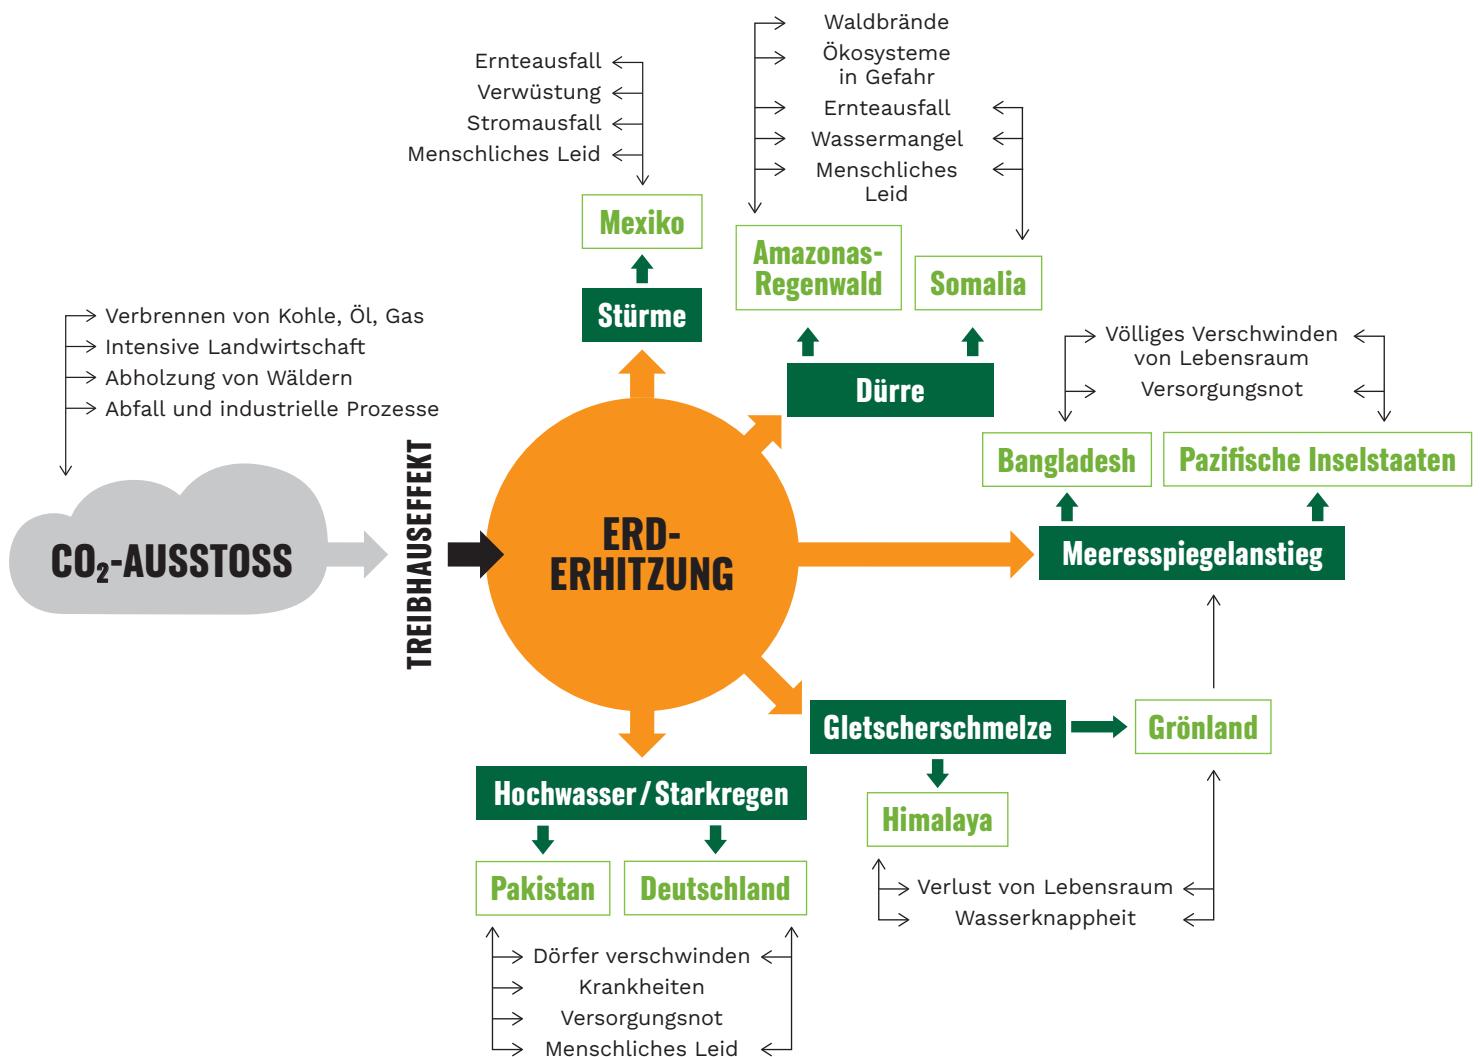 Waldbrände
Ökosysteme
in Gefahr
Ernteausfall
Wassermangel
Menschliches
Leid
Ernteausfall
Verwüstung
Stromausfall
Menschliches Leid
Mexiko
Amazonas-
Regenwald
Somalia
Stürme
Dürre
Verbrennen von Kohle, Öl, Gas
Intensive Landwirtschaft
Abholzung von Wäldern
Abfall und industrielle Prozesse
Völliges Verschwinden
von Lebensraum
Versorgungsnot
Bangladesh
Pazifische Inselstaaten
CO₂-AUSSTOSS
TREIBHAUSEFFEKT
ERD-
ERHITZUNG
Meeresspiegelanstieg
Gletscherschmelze
Grönland
Hochwasser / Starkregen
Himalaya
Pakistan
Deutschland
Verlust von Lebensraum
Wasserknappheit
Dörfer verschwinden
Krankheiten
Versorgungsnot
Menschliches Leid